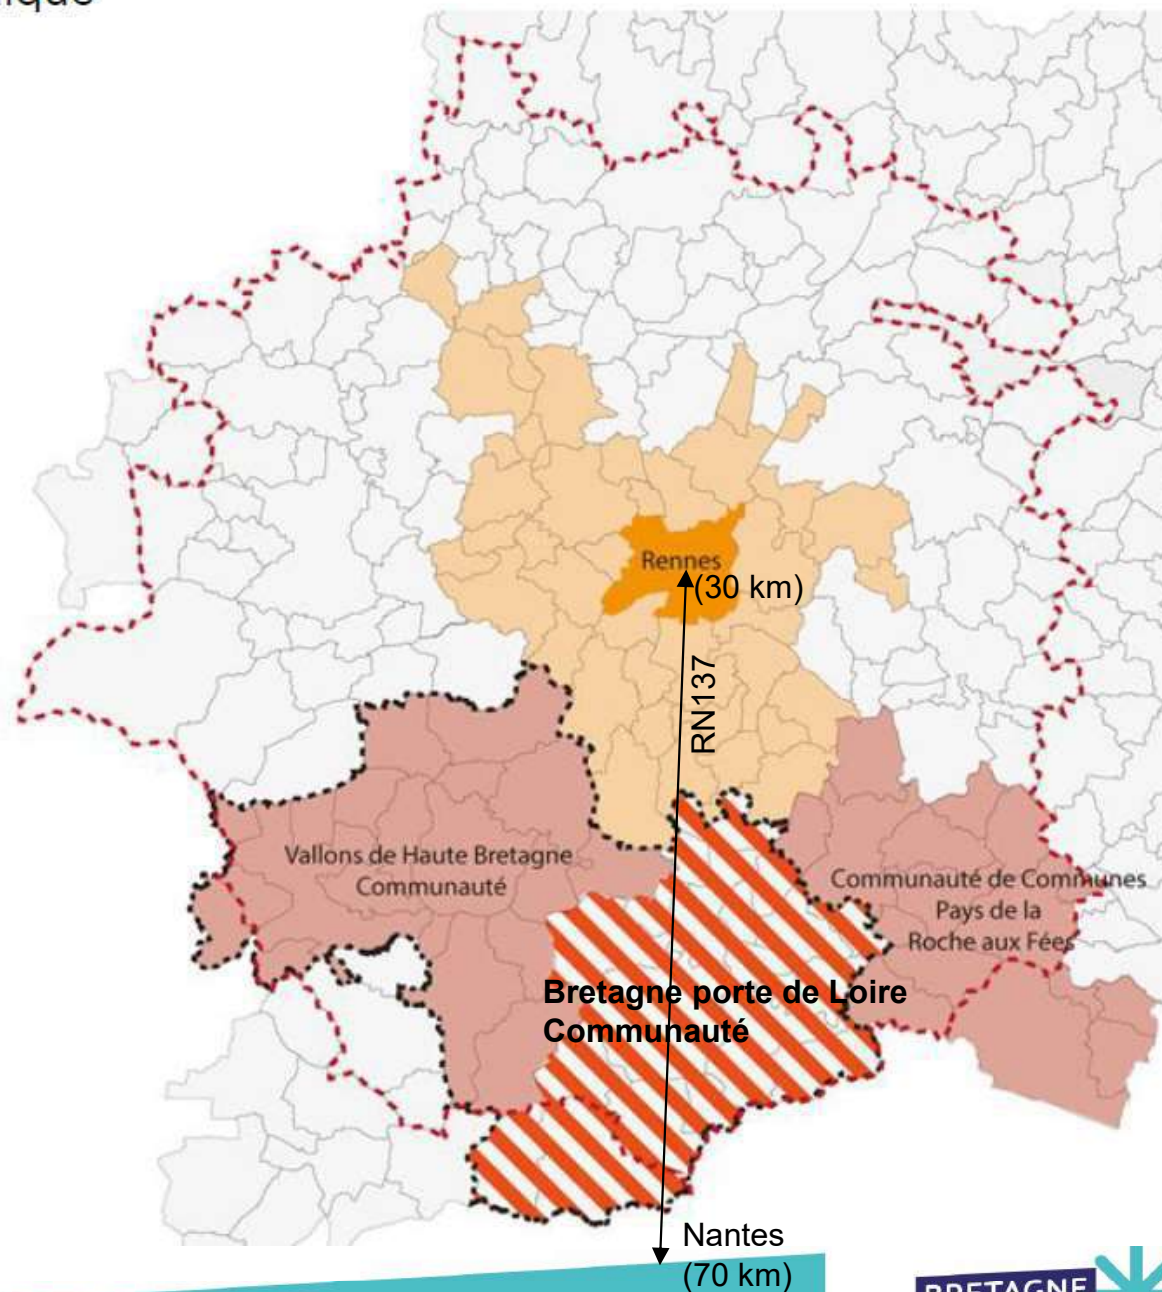 Rennes
(30 km)
RN137
Vallons de Haute Bretagne
Communauté
Communauté de Communes
Pays de la
Roche aux Fées
Bretagne porte de Loire
Communauté
Nantes
(70 km)
BRETAGNE